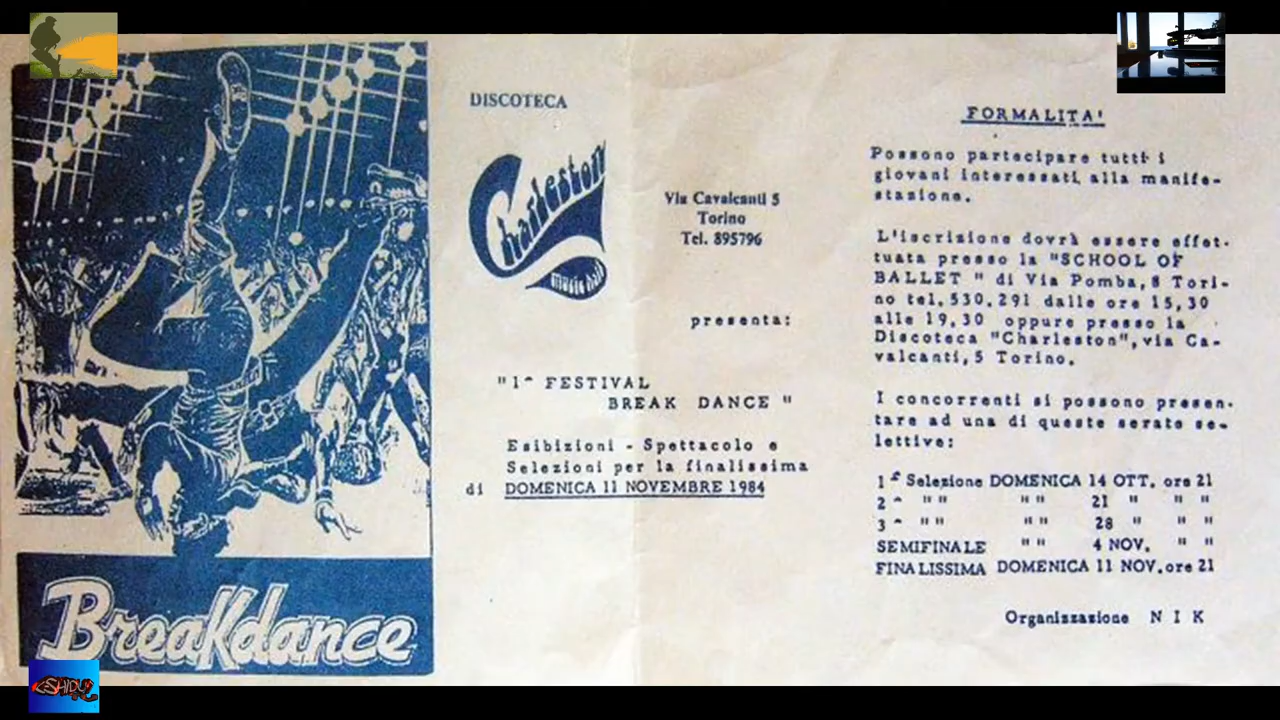 Breakdance
DISCOTECA
Charleston
music hall
Via Cavalcanti 5
Torino
Tel. 895796
presenta:
"1^ FESTIVAL
BREAK DANCE "
Esibizioni - Spettacolo e
Selezioni per la finalissima
di DOMENICA 11 NOVEMBRE 1984
FORMALITA'
Possono partecipare tutti i
giovani interessati alla manife-
stazione.
L'iscrizione dovrà essere effet-
tuata presso la "SCHOOL OF
BALLET " di Via Pomba, 8 Tori-
no tel. 530.291 dalle ore 15,30
alle 19,30 oppure presso la
Discoteca "Charleston", via Ca-
valcanti, 5 Torino.
I concorrenti si possono presen-
tare ad una di queste serate se-
lettive:
1^ Selezione DOMENICA 14 OTT. ore 21
2^ " " " " 21 " " "
3^ " " " " 28 " " "
SEMIFINALE " " 4 NOV. " "
FINALISSIMA DOMENICA 11 NOV. ore 21
Organizzazione N I K